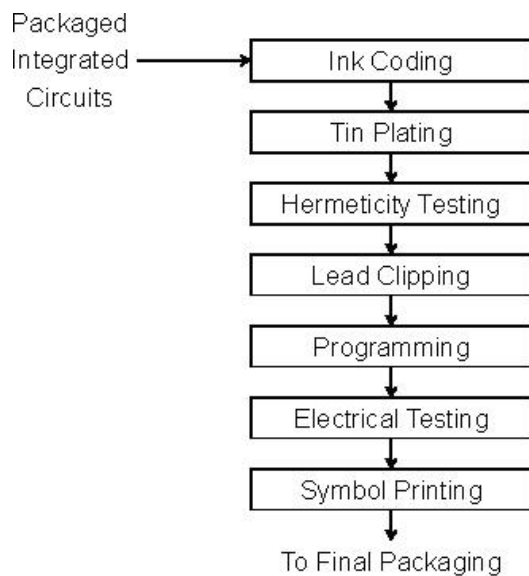 Packaged
Integrated
Circuits
Ink Coding
Tin Plating
Hermeticity Testing
Lead Clipping
Programming
Electrical Testing
Symbol Printing
To Final Packaging